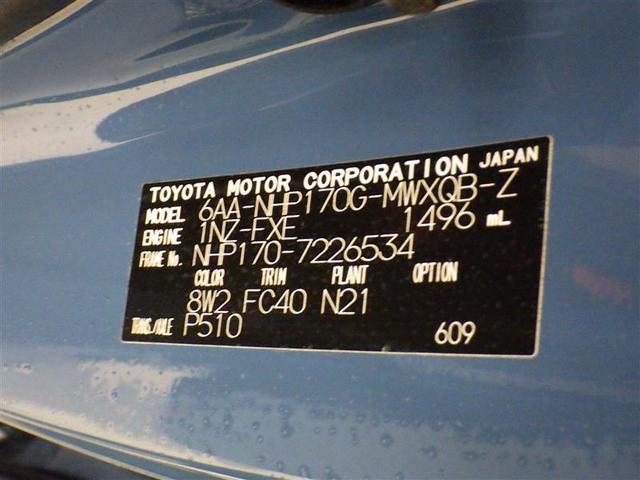 TOYOTA MOTOR CORPORATION JAPAN
MODEL 6AA-NHP170G-MWXQB-Z
ENGINE 1NZ-FXE 1496 mL
FRAME No. NHP170-7226534
COLOR TRIM PLANT OPTION
8W2 FC40 N21
TRANS./AXLE P510 609